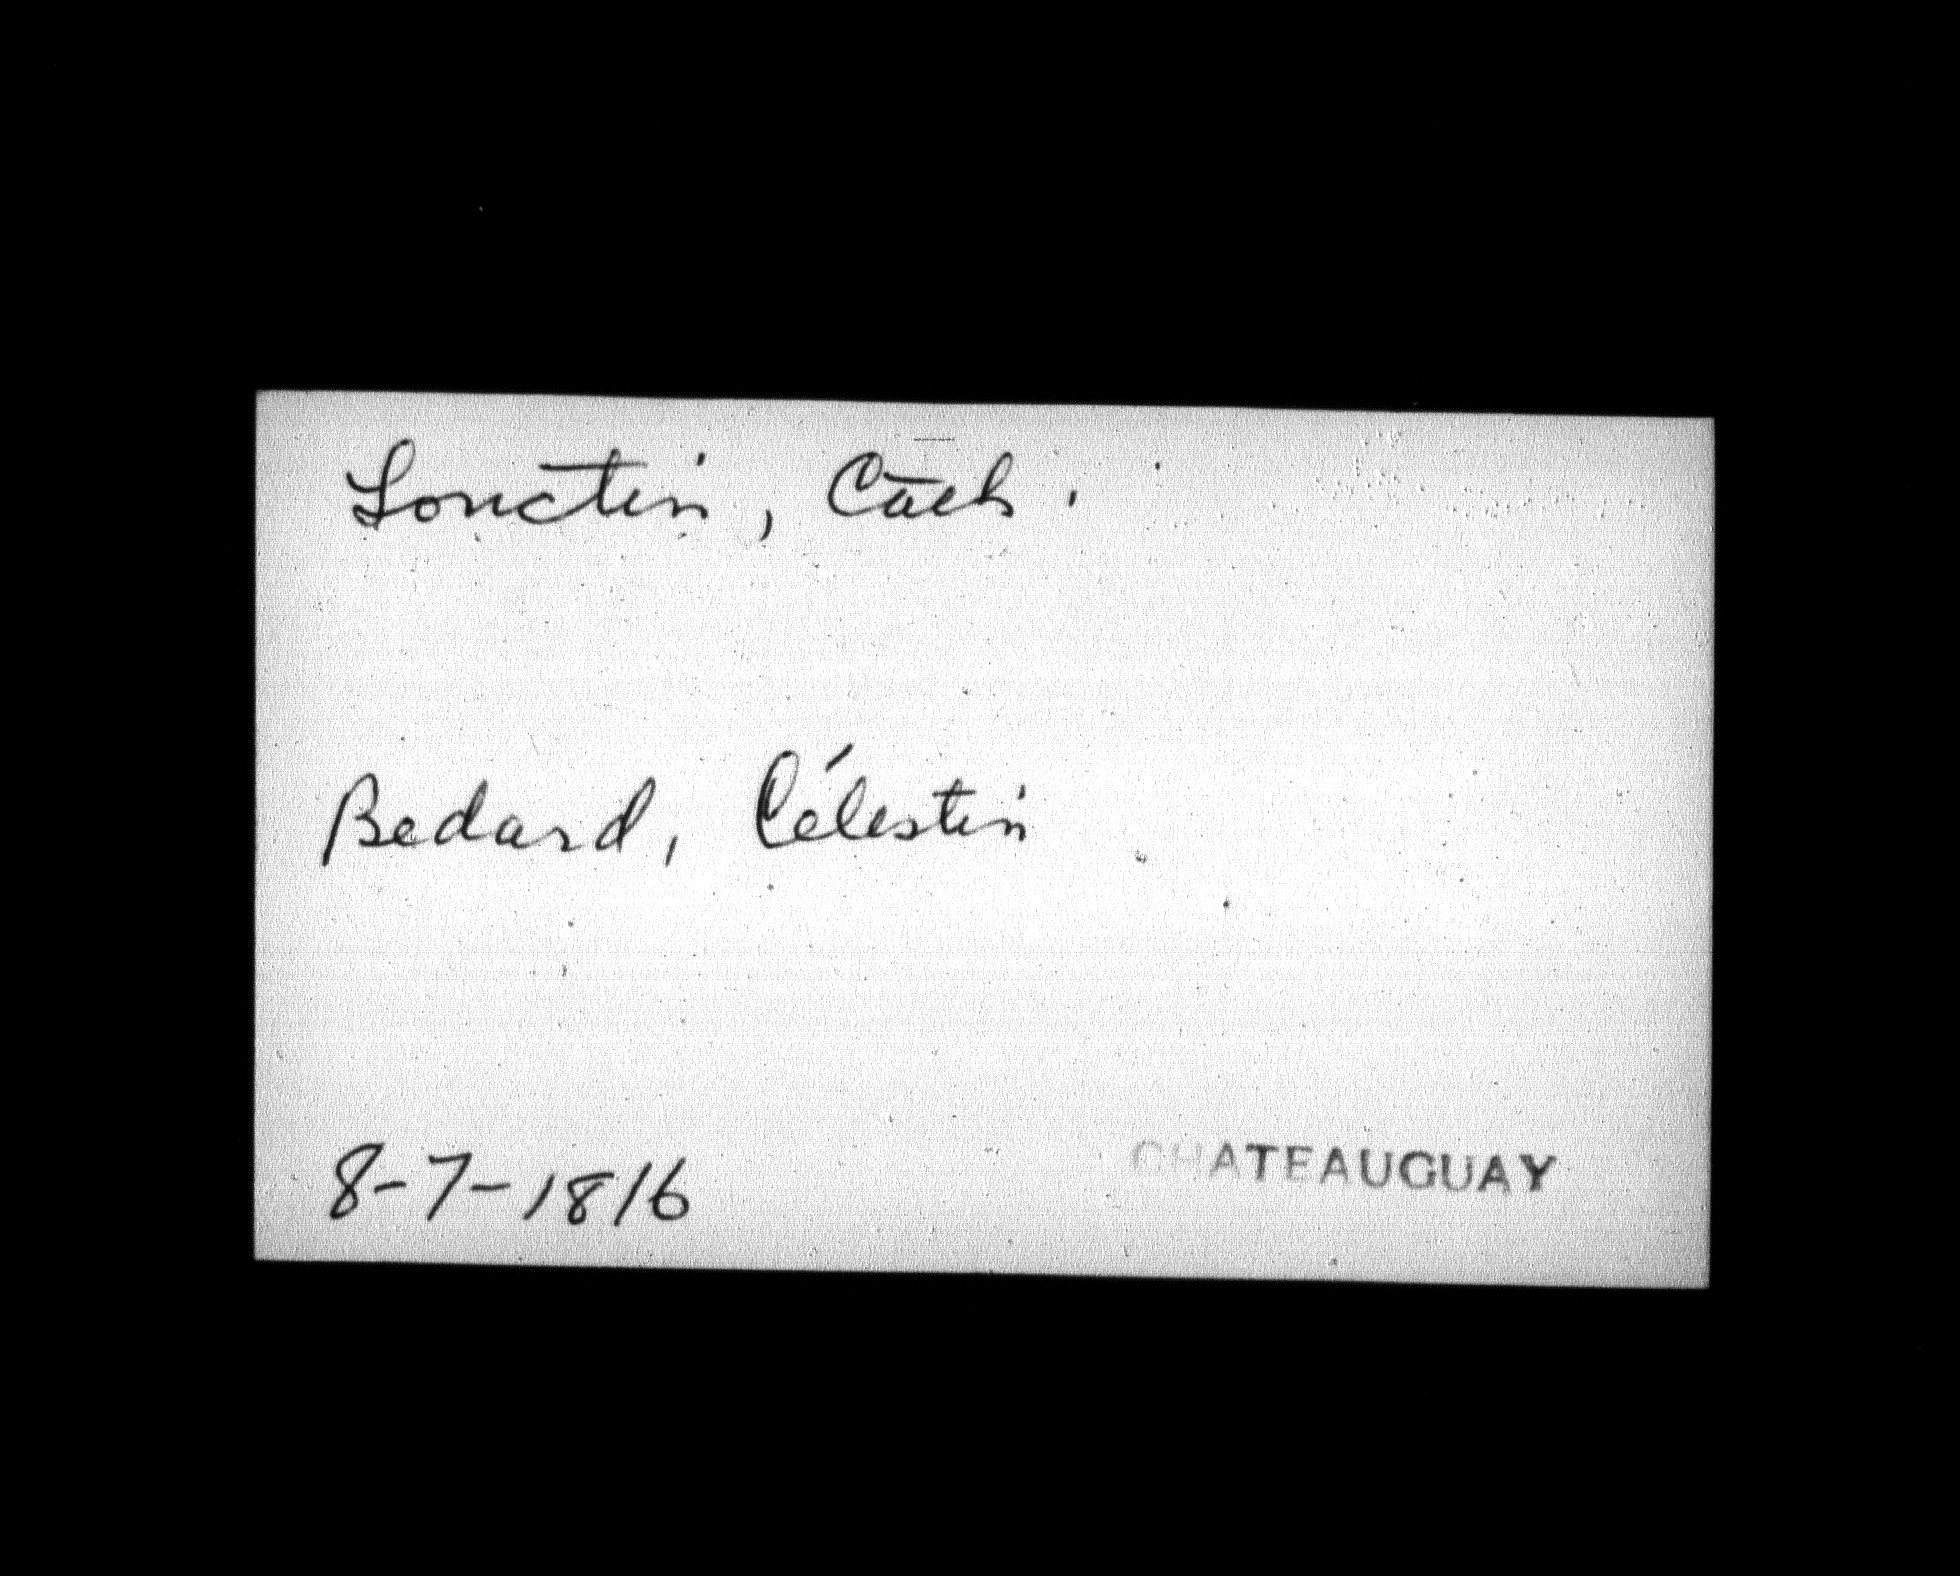 Lonctin, Cath.
Bedard, Célestin
8-7-1816
CHATEAUGUAY